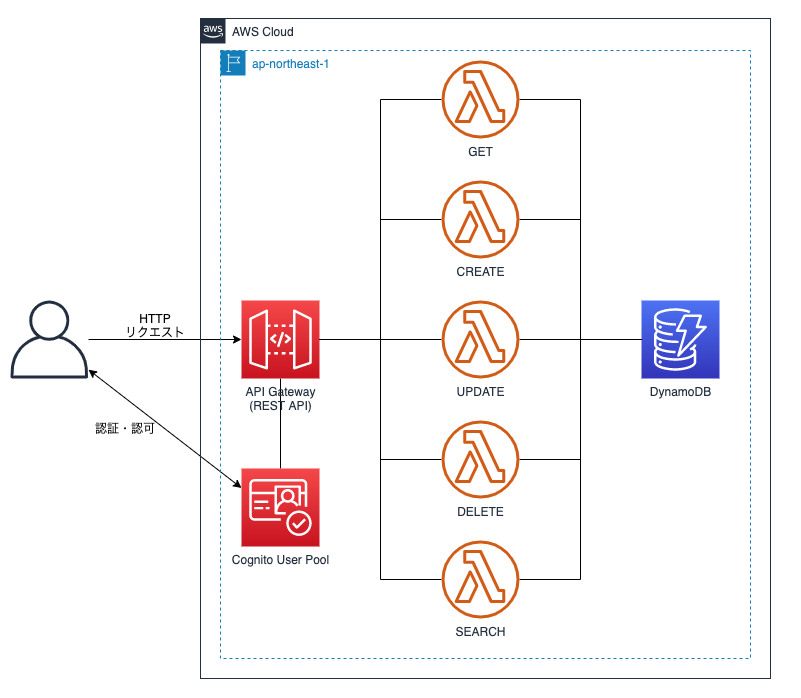 aws
AWS Cloud
ap-northeast-1
GET
CREATE
HTTP
リクエスト
API Gateway
(REST API)
UPDATE
DynamoDB
認証・認可
DELETE
Cognito User Pool
SEARCH